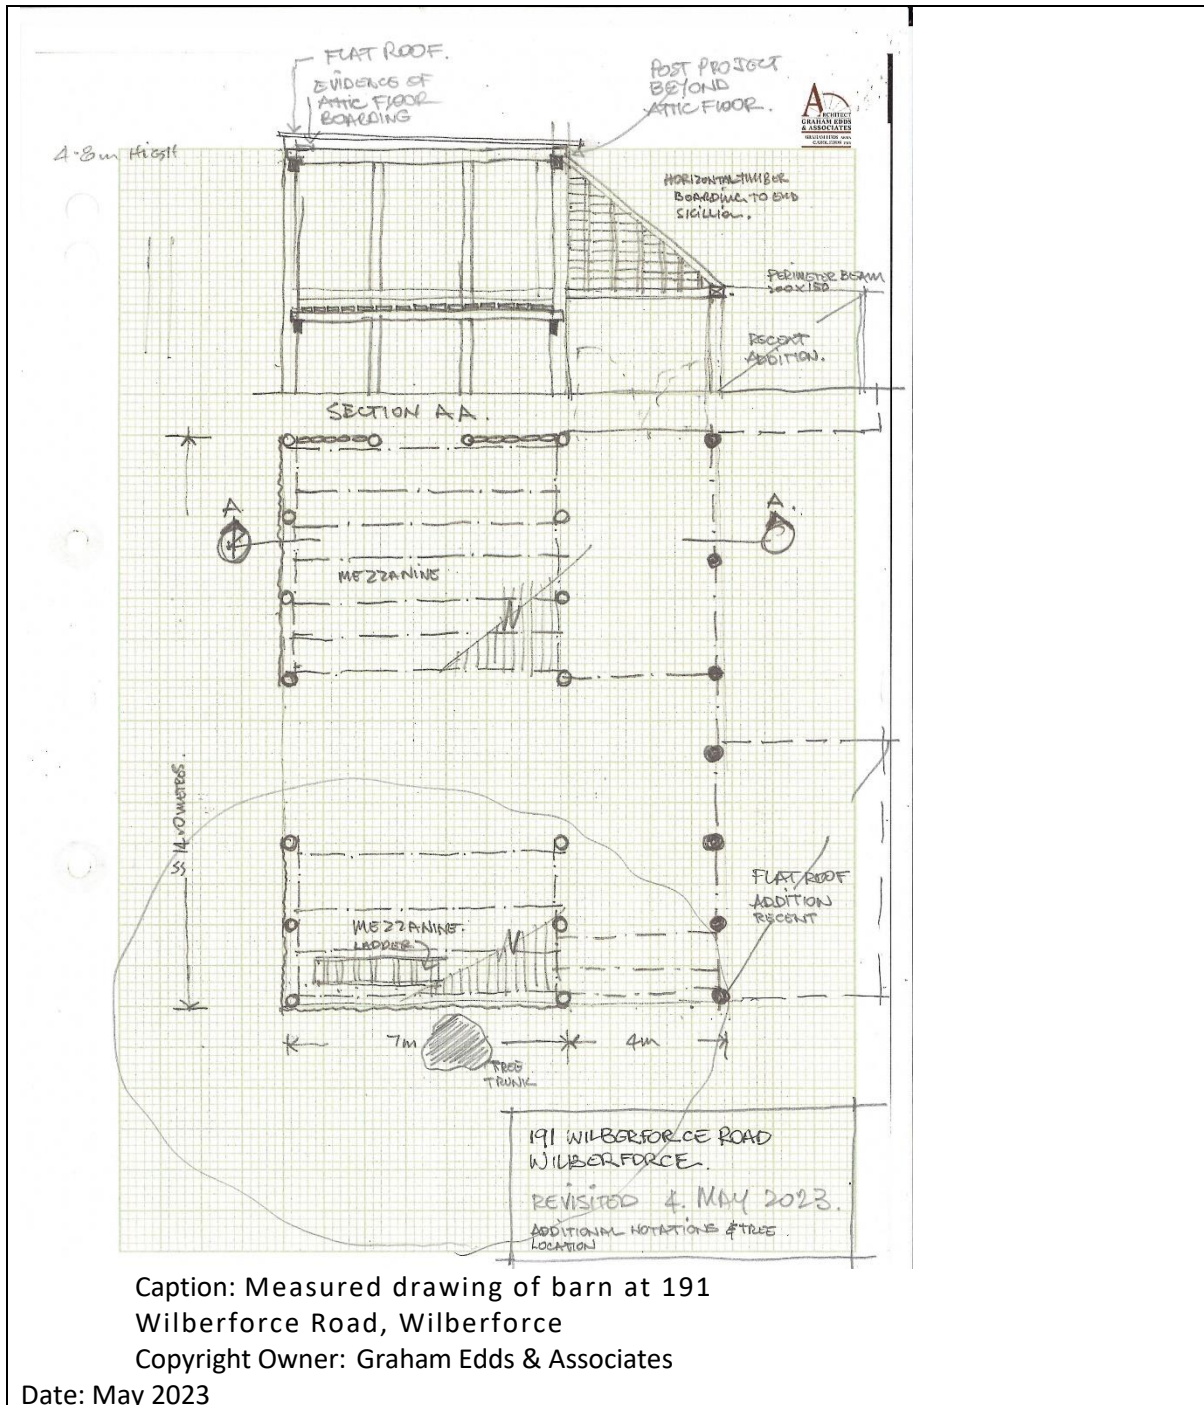 FLAT ROOF.
EVIDENCE OF
ATTIC FLOOR
BOARDING
POST PROJECT
BEYOND
ATTIC FLOOR.
ARCHITECT
GRAHAM EDDS
& ASSOCIATES
4.8m HIGH
HORIZONTAL TIMBER
BOARDING TO END
SKILLION.
PERIMETER BEAM
200x150
RECENT
ADDITION.
SECTION AA.
A
A.
MEZZANINE
14.0 METRES.
MEZZANINE.
LADDER
FLAT ROOF
ADDITION
RECENT
7m
4m
TREE
TRUNK
191 WILBERFORCE ROAD
WILBERFORCE.
REVISITED 4. MAY 2023.
ADDITIONAL NOTATIONS & TREE
LOCATION
Caption: Measured drawing of barn at 191
Wilberforce Road, Wilberforce
Copyright Owner: Graham Edds & Associates
Date: May 2023